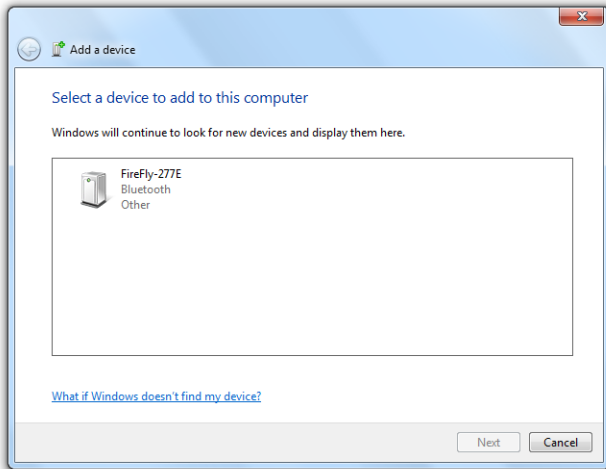 Add a device
Select a device to add to this computer
Windows will continue to look for new devices and display them here.
FireFly-277E
Bluetooth
Other
What if Windows doesn't find my device?
Next
Cancel